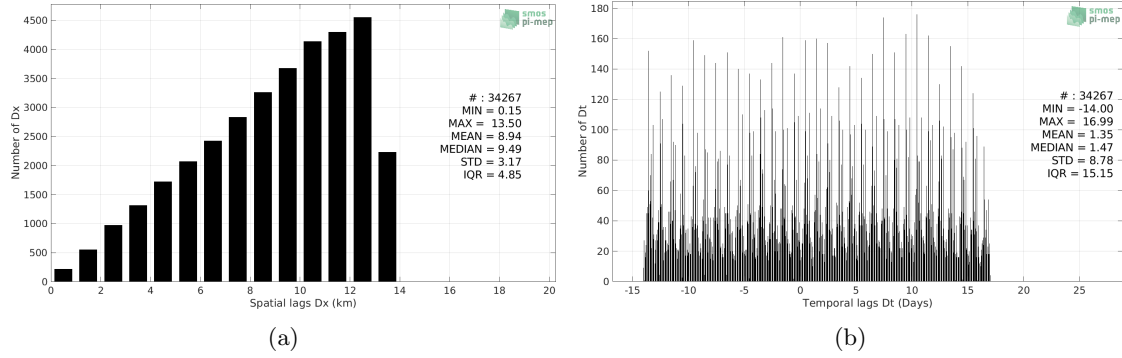 4500
4000
3500
3000
2500
2000
1500
1000
500
0
Number of Dx
0 2 4 6 8 10 12 14 16 18 20
Spatial lags Dx (km)
smos
pi-mep
# : 34267
MIN = 0.15
MAX = 13.50
MEAN = 8.94
MEDIAN = 9.49
STD = 3.17
IQR = 4.85
(a)
180
160
140
120
100
80
60
40
20
0
Number of Dt
-15 -10 -5 0 5 10 15 20 25
Temporal lags Dt (Days)
smos
pi-mep
# : 34267
MIN = -14.00
MAX = 16.99
MEAN = 1.35
MEDIAN = 1.47
STD = 8.78
IQR = 15.15
(b)